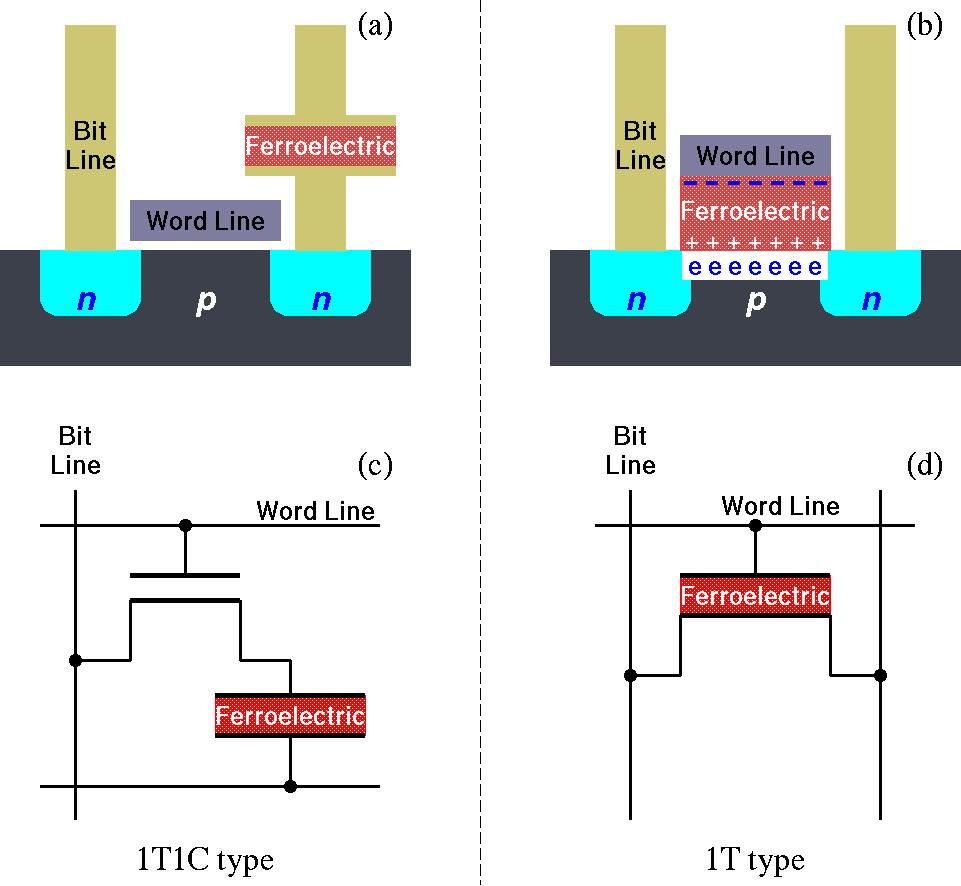 (a)
Bit
Line
Ferroelectric
Word Line
n
p
n
(b)
Bit
Line
Word Line
- - - - - - -
Ferroelectric
+ + + + + + +
e e e e e e e
n
p
n
Bit
Line
(c)
Word Line
Ferroelectric
1T1C type
Bit
Line
(d)
Word Line
Ferroelectric
1T type